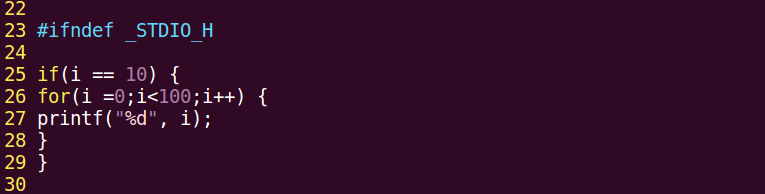 22
23 #ifndef _STDIO_H
24
25 if(i == 10) {
26 for(i =0;i<100;i++) {
27 printf("%d", i);
28 }
29 }
30